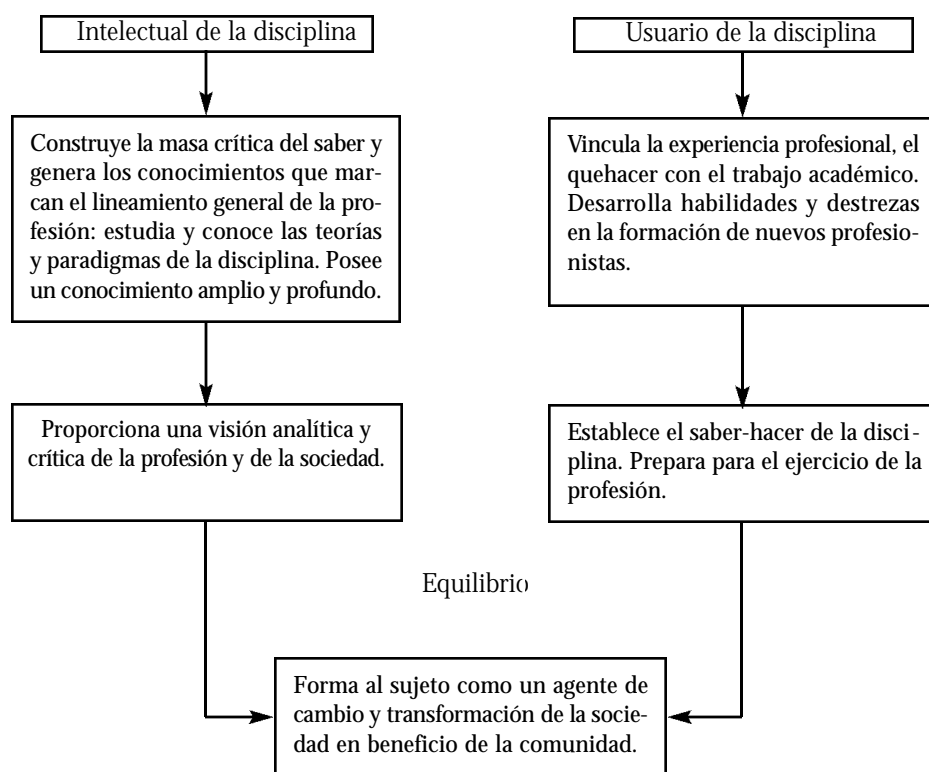 Intelectual de la disciplina
Usuario de la disciplina
Construye la masa crítica del saber y
genera los conocimientos que mar-
can el lineamiento general de la pro-
fesión: estudia y conoce las teorías
y paradigmas de la disciplina. Posee
un conocimiento amplio y profundo.
Vincula la experiencia profesional, el
quehacer con el trabajo académico.
Desarrolla habilidades y destrezas
en la formación de nuevos profesio-
nistas.
Proporciona una visión analítica y
crítica de la profesión y de la sociedad.
Establece el saber-hacer de la disci-
plina. Prepara para el ejercicio de la
profesión.
Equilibrio
Forma al sujeto como un agente de
cambio y transformación de la socie-
dad en beneficio de la comunidad.